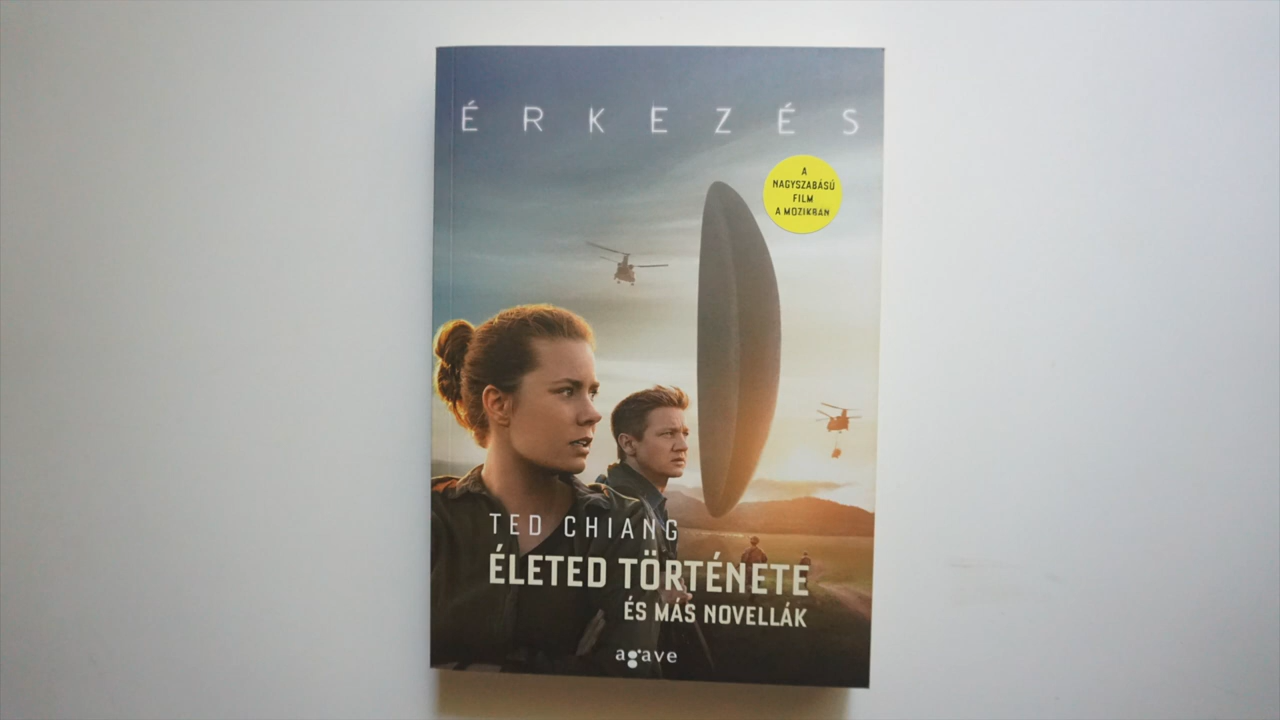 ÉRKEZÉS
A
NAGYSZABÁSÚ
FILM
A MOZIKBAN
TED CHIANG
ÉLETED TÖRTÉNETE
ÉS MÁS NOVELLÁK
agave